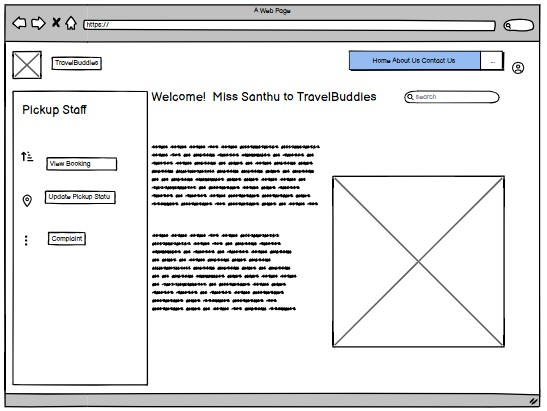 A Web Page
https://
TravelBuddies
Home About Us Contact Us
...
Welcome! Miss Santhu to TravelBuddies
search
Pickup Staff
View Booking
Update Pickup Statu
Complaint